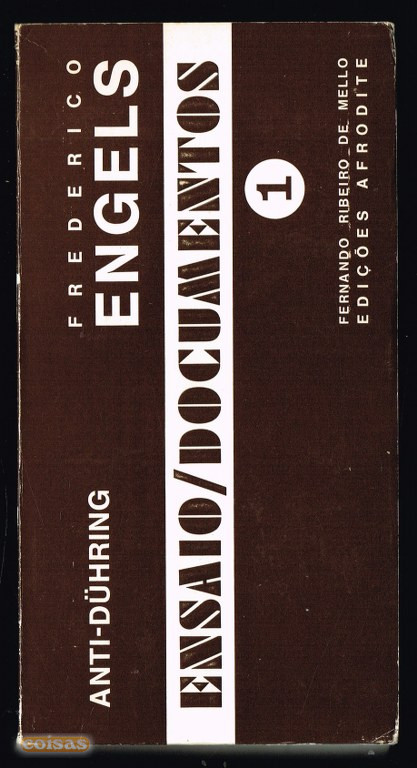 ANTI-DÜHRING
FREDERICO
ENGELS
ENSAIO/DOCUMENTOS
1
FERNANDO RIBEIRO DE MELLO
EDIÇÕES AFRODITE
coisas